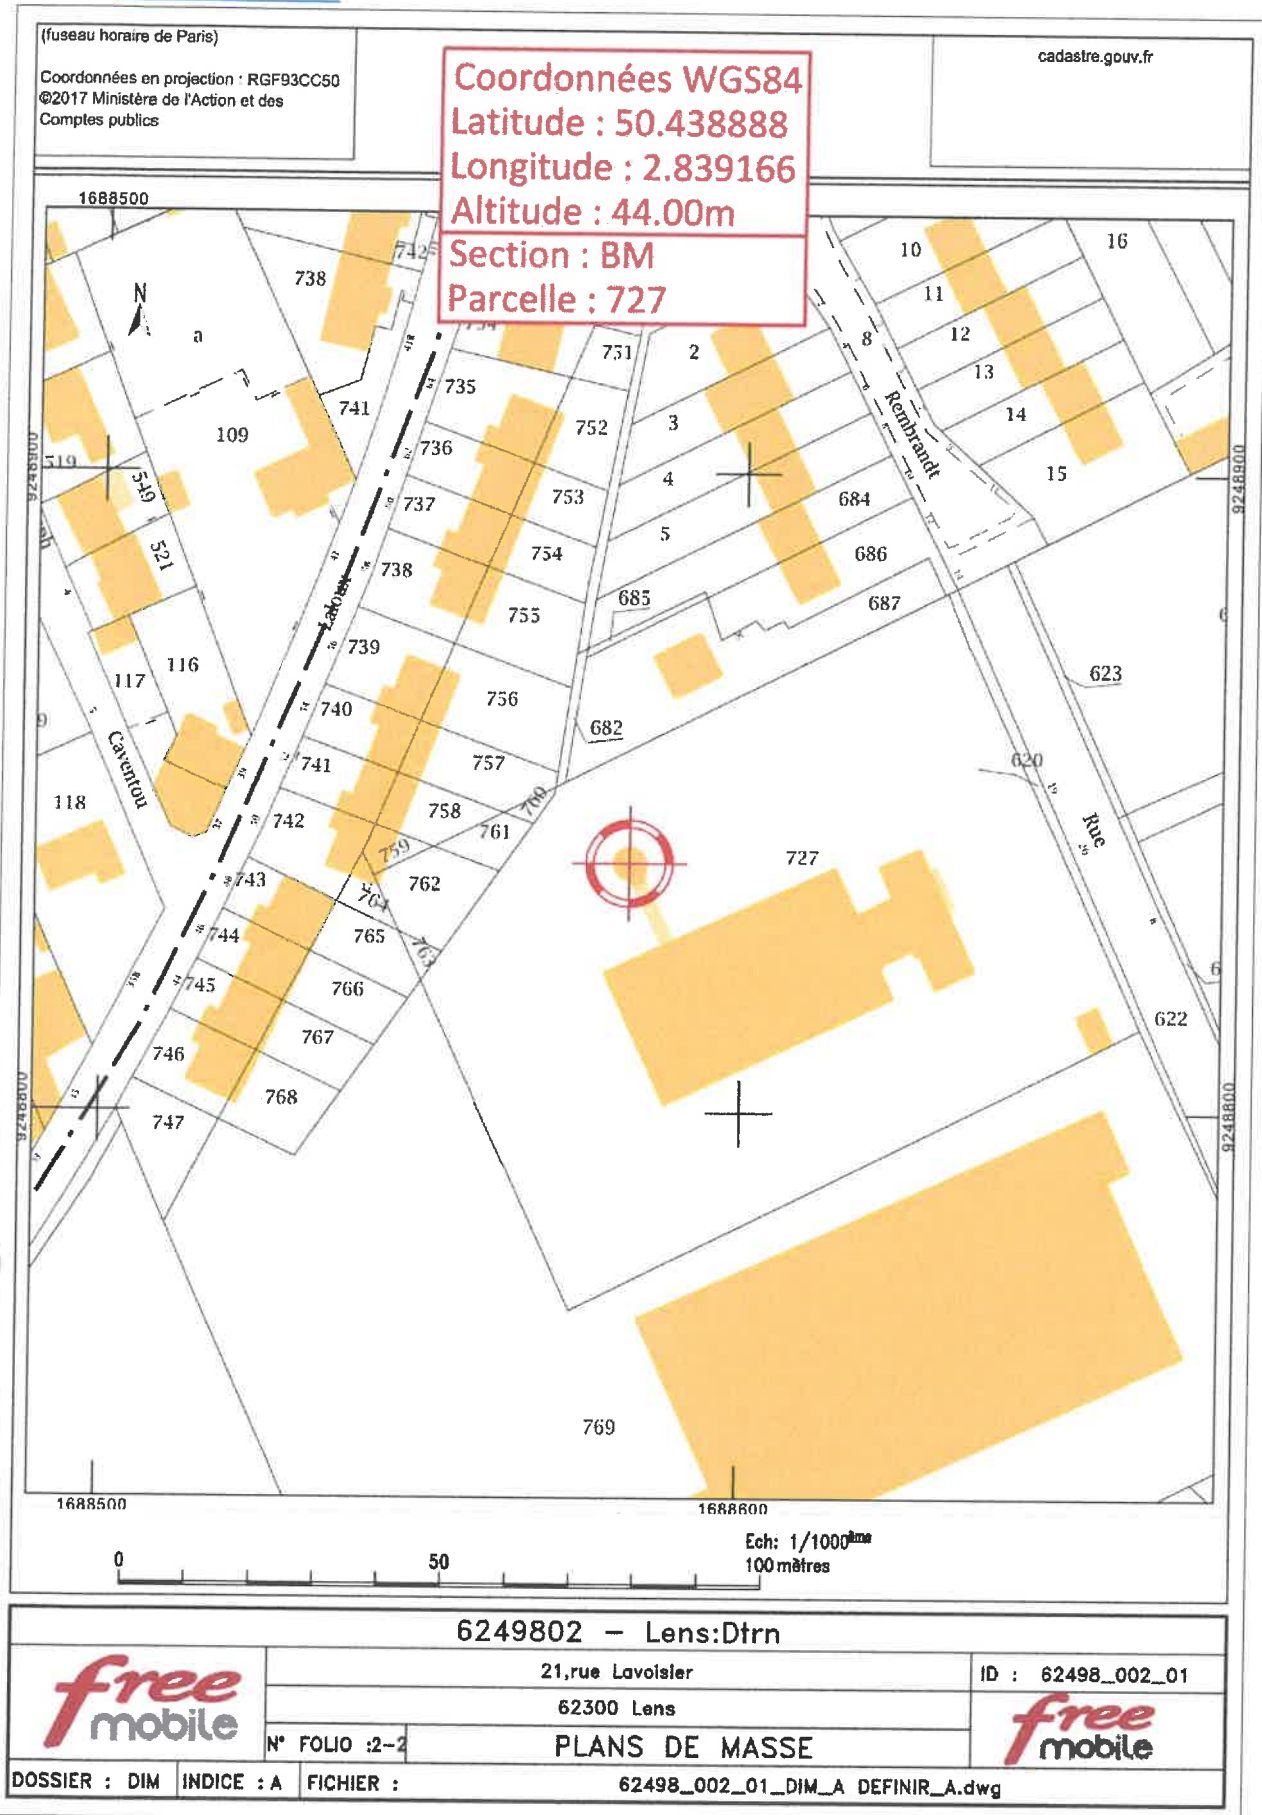 (fuseau horaire de Paris)
Coordonnées en projection : RGF93CC50
©2017 Ministère de l'Action et des
Comptes publics
Coordonnées WGS84
Latitude : 50.438888
Longitude : 2.839166
Altitude : 44.00m
Section : BM
Parcelle : 727
cadastre.gouv.fr
1688500
N
a
738
742
10
16
11
12
13
14
15
8
Rembrandt
2
3
4
5
684
686
687
685
682
751
752
753
754
755
756
757
758
759
760
761
762
763
764
765
766
767
768
735
736
737
738
739
740
741
742
743
744
745
746
747
741
109
519
549
521
116
117
118
Caventou
Laloux
9248900
9248900
623
620
Rue
727
622
9248800
9248800
769
1688500
1688600
Ech: 1/1000ème
0
50
100 mètres
6249802 – Lens:Dtrn
free mobile
21,rue Lavoisier
ID : 62498_002_01
62300 Lens
free mobile
N° FOLIO :2-2
PLANS DE MASSE
DOSSIER : DIM
INDICE : A
FICHIER :
62498_002_01_DIM_A DEFINIR_A.dwg